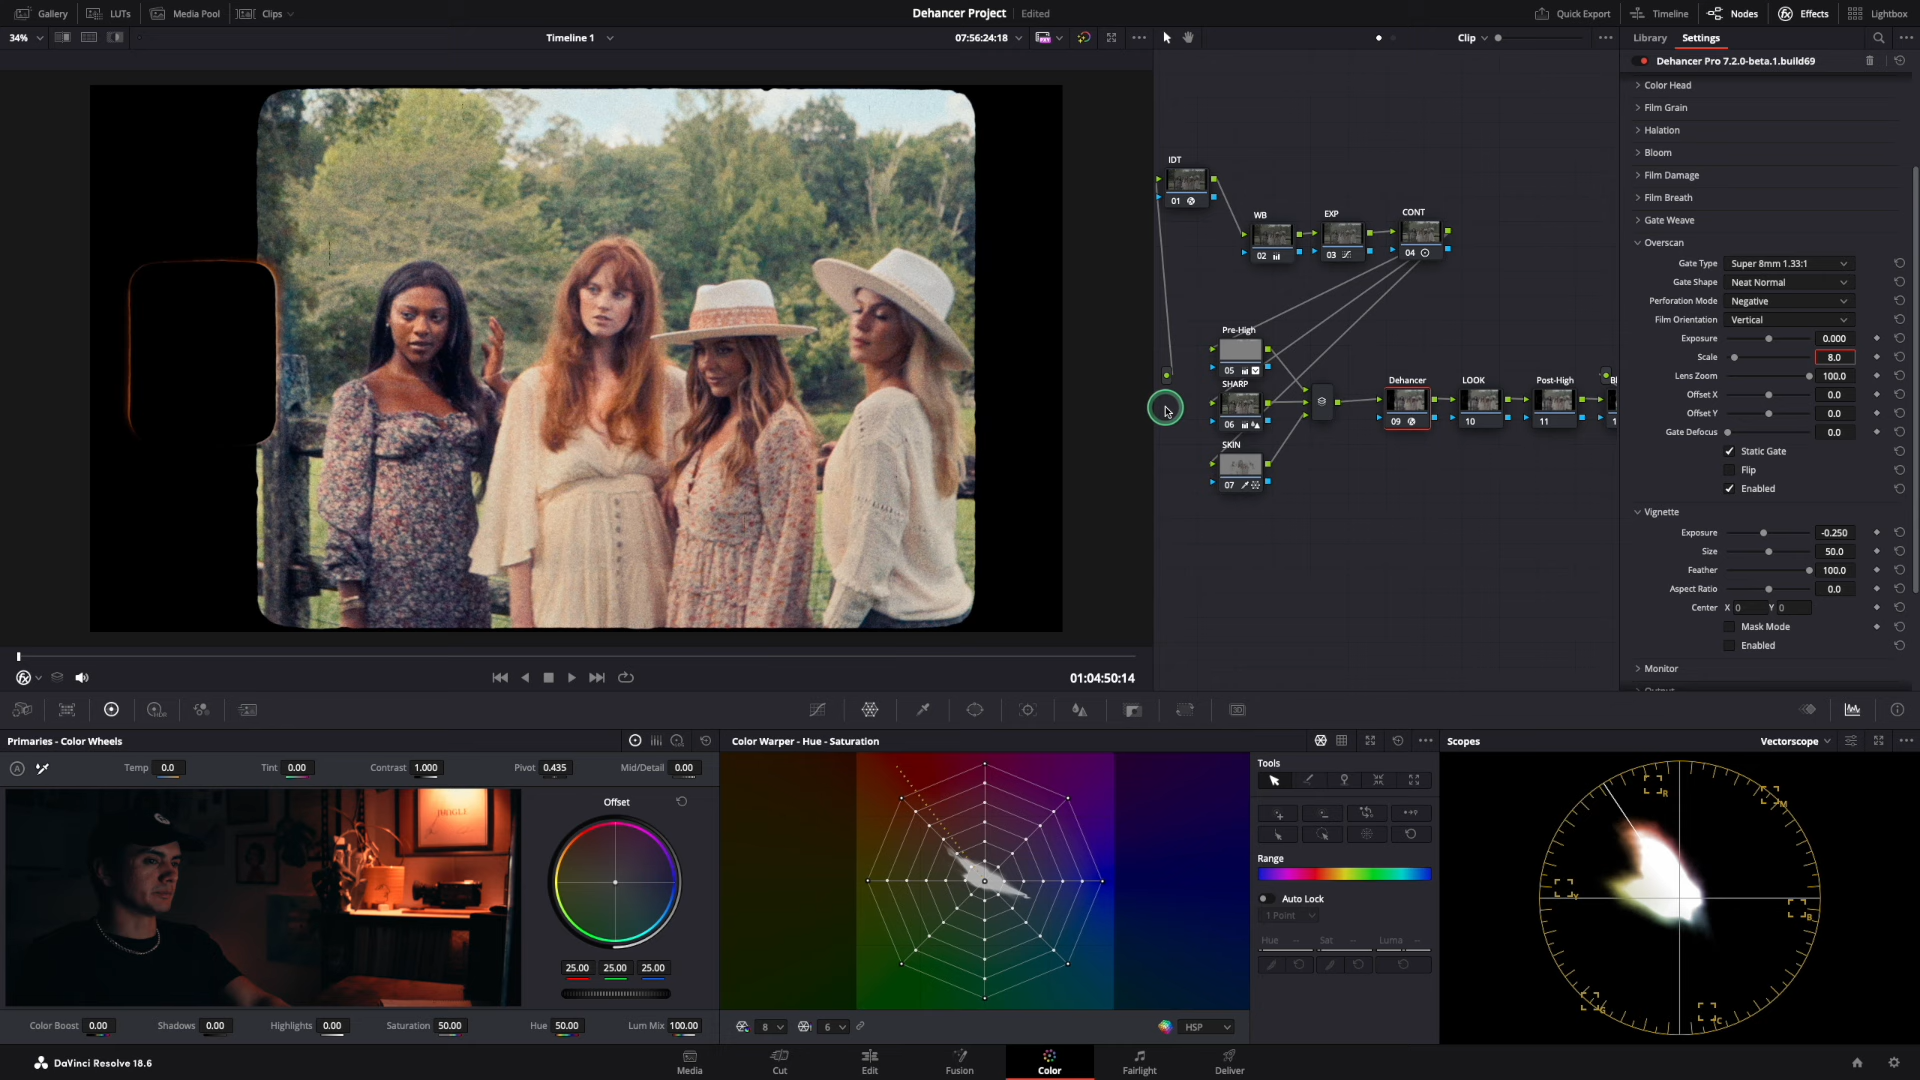 Gallery LUTs Media Pool Clips Dehancer Project Edited Quick Export Timeline Nodes Effects Lightbox
34% Timeline 1 07:56:24:18 Clip Library Settings
Dehancer Pro 7.2.0-beta.1.build69
Color Head
Film Grain
Halation
Bloom
Film Damage
Film Breath
Gate Weave
Overscan
Gate Type Super 8mm 1.33:1
Gate Shape Neat Normal
Perforation Mode Negative
Film Orientation Vertical
Exposure 0.000
Scale 8.0
Lens Zoom 100.0
Offset X 0.0
Offset Y 0.0
Gate Defocus 0.0
Static Gate
Flip
Enabled
Vignette
Exposure -0.250
Size 50.0
Feather 100.0
Aspect Ratio 0.0
Center X 0 Y 0
Mask Mode
Enabled
Monitor
Output
IDT
01
WB EXP CONT
02 03 04
Pre-High
05
SHARP
06
SKIN
07
Dehancer LOOK Post-High
09 10 11
01:04:50:14
Primaries - Color Wheels
Temp 0.0 Tint 0.00 Contrast 1.000 Pivot 0.435 Mid/Detail 0.00
Offset
25.00 25.00 25.00
Color Boost 0.00 Shadows 0.00 Highlights 0.00 Saturation 50.00 Hue 50.00 Lum Mix 100.00
Color Warper - Hue - Saturation
Tools
Range
Auto Lock
1 Point
Hue -- Sat -- Luma --
8 6 HSP
Scopes Vectorscope
R
M
Y
B
G
C
DaVinci Resolve 18.6 Media Cut Edit Fusion Color Fairlight Deliver